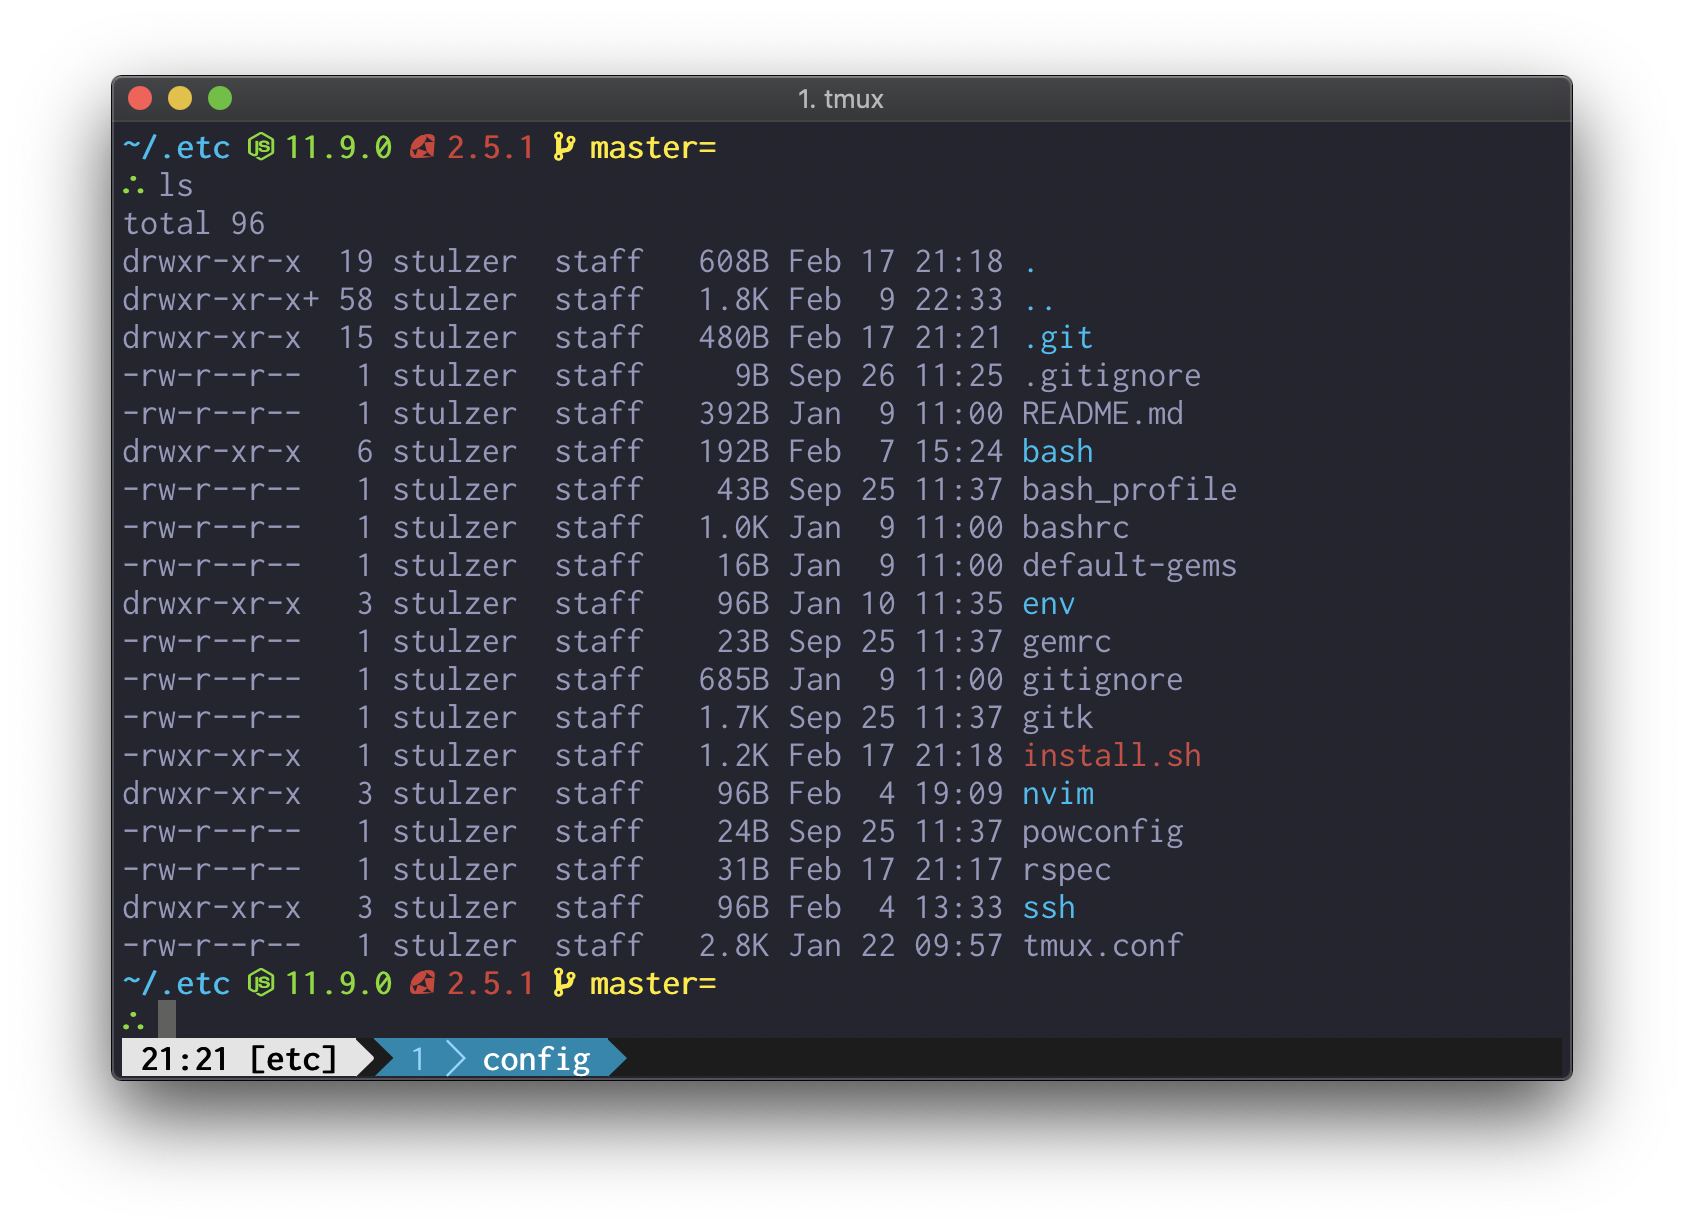 1. tmux
~/.etc JS 11.9.0 2.5.1 master=
∴ ls
total 96
drwxr-xr-x  19 stulzer  staff   608B Feb 17 21:18 .
drwxr-xr-x+ 58 stulzer  staff   1.8K Feb  9 22:33 ..
drwxr-xr-x  15 stulzer  staff   480B Feb 17 21:21 .git
-rw-r--r--   1 stulzer  staff     9B Sep 26 11:25 .gitignore
-rw-r--r--   1 stulzer  staff   392B Jan  9 11:00 README.md
drwxr-xr-x   6 stulzer  staff   192B Feb  7 15:24 bash
-rw-r--r--   1 stulzer  staff    43B Sep 25 11:37 bash_profile
-rw-r--r--   1 stulzer  staff   1.0K Jan  9 11:00 bashrc
-rw-r--r--   1 stulzer  staff    16B Jan  9 11:00 default-gems
drwxr-xr-x   3 stulzer  staff    96B Jan 10 11:35 env
-rw-r--r--   1 stulzer  staff    23B Sep 25 11:37 gemrc
-rw-r--r--   1 stulzer  staff   685B Jan  9 11:00 gitignore
-rw-r--r--   1 stulzer  staff   1.7K Sep 25 11:37 gitk
-rwxr-xr-x   1 stulzer  staff   1.2K Feb 17 21:18 install.sh
drwxr-xr-x   3 stulzer  staff    96B Feb  4 19:09 nvim
-rw-r--r--   1 stulzer  staff    24B Sep 25 11:37 powconfig
-rw-r--r--   1 stulzer  staff    31B Feb 17 21:17 rspec
drwxr-xr-x   3 stulzer  staff    96B Feb  4 13:33 ssh
-rw-r--r--   1 stulzer  staff   2.8K Jan 22 09:57 tmux.conf
~/.etc JS 11.9.0 2.5.1 master=
∴
21:21 [etc] 1 config